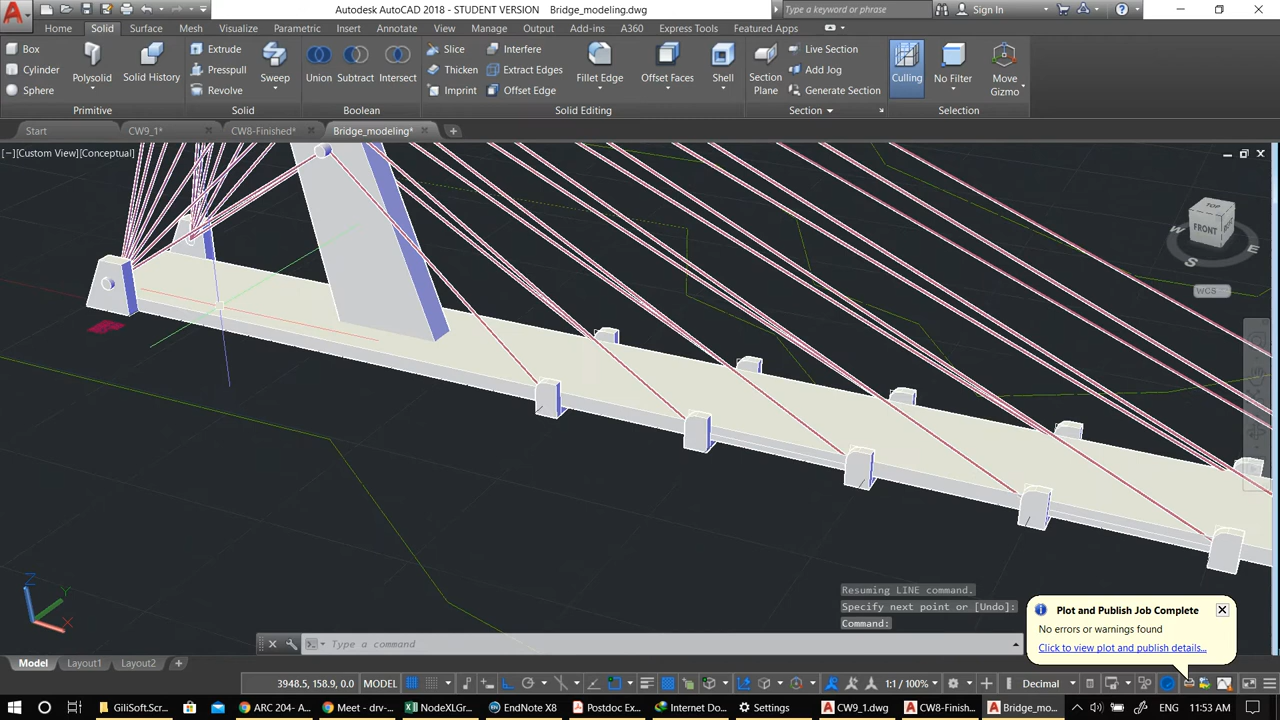 Autodesk AutoCAD 2018 - STUDENT VERSION Bridge_modeling.dwg
Type a keyword or phrase
Sign In
Home Solid Surface Mesh Visualize Parametric Insert Annotate View Manage Output Add-ins A360 Express Tools Featured Apps
Box
Cylinder
Sphere
Polysolid
Solid History
Extrude
Presspull
Revolve
Sweep
Union
Subtract
Intersect
Slice
Thicken
Imprint
Interfere
Extract Edges
Offset Edge
Fillet Edge
Offset Faces
Shell
Section
Plane
Live Section
Add Jog
Generate Section
Culling
No Filter
Move
Gizmo
Primitive
Solid
Boolean
Solid Editing
Section
Selection
Start
CW9_1*
CW8-Finished*
Bridge_modeling*
[−][Custom View][Conceptual]
TOP
FRONT
W
S
E
WCS
Z
Y
X
Resuming LINE command.
Specify next point or [Undo]:
Command:
Type a command
Plot and Publish Job Complete
No errors or warnings found
Click to view plot and publish details...
Model
Layout1
Layout2
3948.5, 158.9, 0.0
MODEL
1:1 / 100%
Decimal
GiliSoft.Scr...
ARC 204- A...
Meet - drv-...
NodeXLGr...
EndNote X8
Postdoc Ex...
Internet Do...
Settings
CW9_1.dwg
CW8-Finish...
Bridge_mo...
ENG
11:53 AM